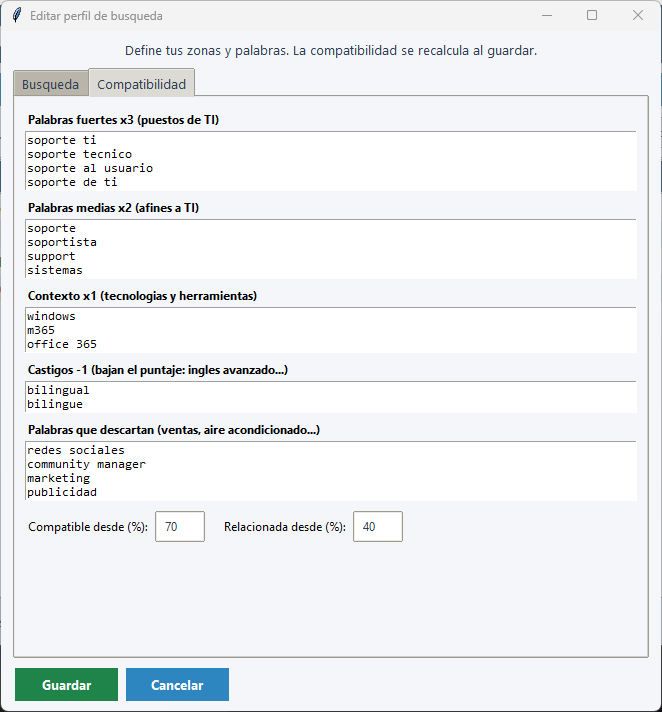 Editar perfil de busqueda
Define tus zonas y palabras. La compatibilidad se recalcula al guardar.
Busqueda Compatibilidad
Palabras fuertes x3 (puestos de TI)
soporte ti
soporte tecnico
soporte al usuario
soporte de ti
Palabras medias x2 (afines a TI)
soporte
soportista
support
sistemas
Contexto x1 (tecnologias y herramientas)
windows
m365
office 365
Castigos -1 (bajan el puntaje: ingles avanzado...)
bilingual
bilingue
Palabras que descartan (ventas, aire acondicionado...)
redes sociales
community manager
marketing
publicidad
Compatible desde (%): 70 Relacionada desde (%): 40
Guardar Cancelar